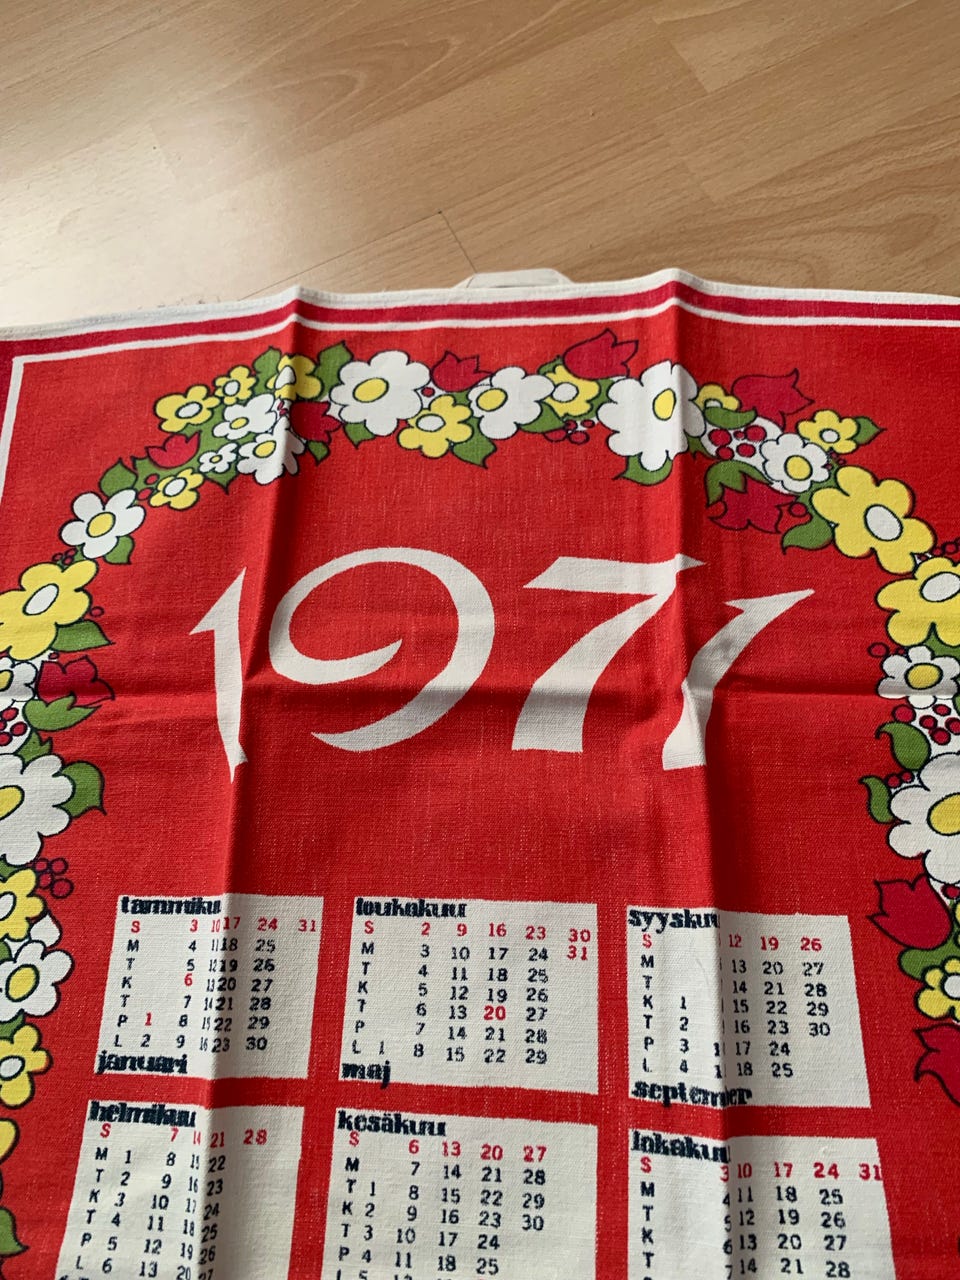 1971
tammikuu
S 3 10 17 24 31
M 4 11 18 25
T 5 12 19 26
K 6 13 20 27
T 7 14 21 28
P 1 8 15 22 29
L 2 9 16 23 30
januari
toukokuu
S 2 9 16 23 30
M 3 10 17 24 31
T 4 11 18 25
K 5 12 19 26
T 6 13 20 27
P 7 14 21 28
L 1 8 15 22 29
maj
syyskuu
S 12 19 26
M 13 20 27
T 14 21 28
K 1 15 22 29
T 2 16 23 30
P 3 17 24
L 4 18 25
september
helmikuu
S 7 14 21 28
M 1 8 15 22
T 2 9 16 23
K 3 10 17 24
T 4 11 18 25
P 5 12 19 26
L 6 13 20 27
kesäkuu
S 6 13 20 27
M 7 14 21 28
T 1 8 15 22 29
K 2 9 16 23 30
T 3 10 17 24
P 4 11 18 25
lokakuu
S 3 10 17 24 31
M 4 11 18 25
T 5 12 19 26
K 6 13 20 27
T 7 14 21 28